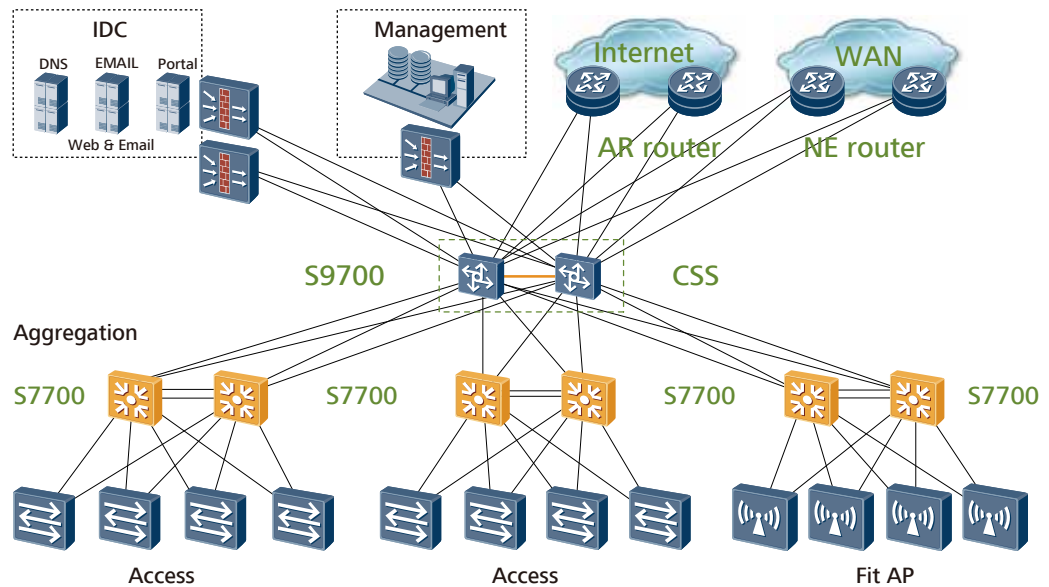 IDC
Management
Internet
WAN
DNS
EMAIL
Portal
Web & Email
AR router
NE router
S9700
CSS
Aggregation
S7700
S7700
S7700
S7700
Access
Access
Fit AP